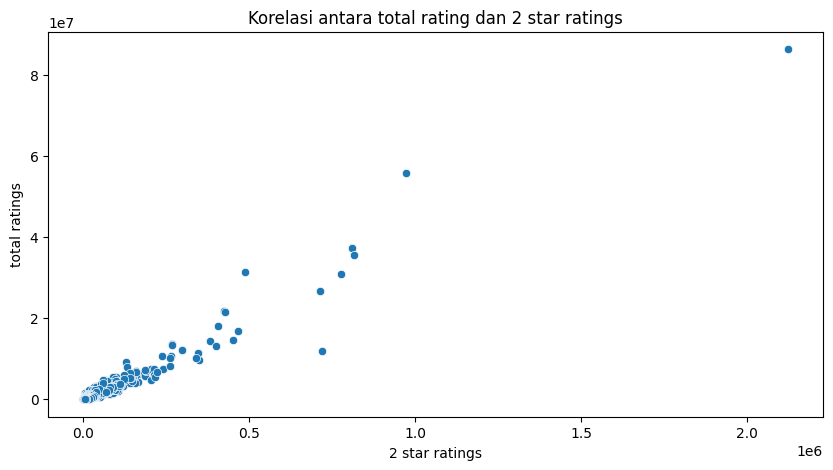 Korelasi antara total rating dan 2 star ratings
1e7
8
6
4
2
0
total ratings
0.0 0.5 1.0 1.5 2.0
1e6
2 star ratings